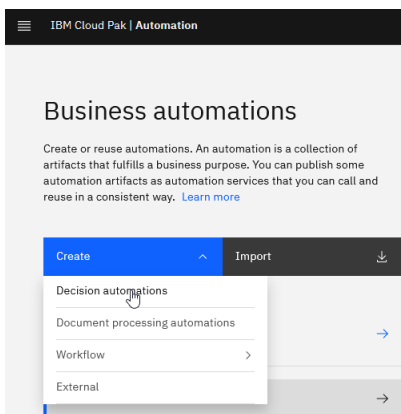 IBM Cloud Pak | Automation
Business automations
Create or reuse automations. An automation is a collection of
artifacts that fulfills a business purpose. You can publish some
automation artifacts as automation services that you can call and
reuse in a consistent way. Learn more
Create
Import
Decision automations
Document processing automations
Workflow
External